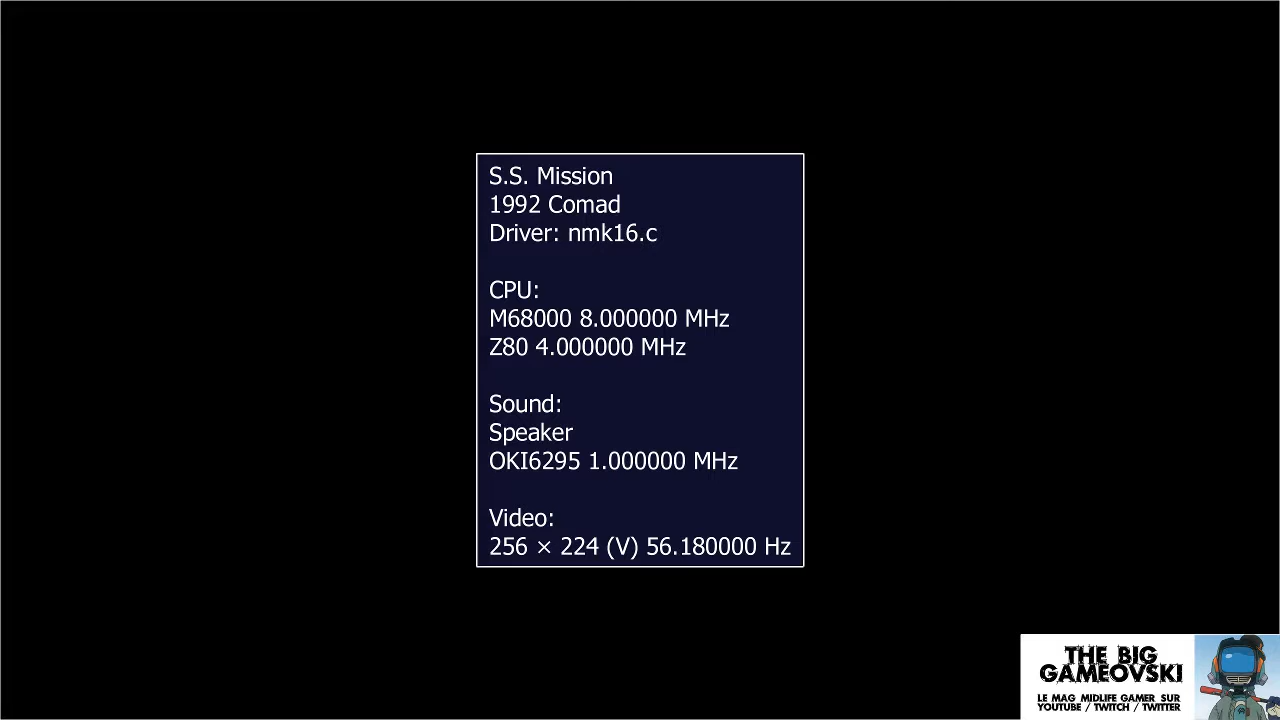 S.S. Mission
1992 Comad
Driver: nmk16.c
CPU:
M68000 8.000000 MHz
Z80 4.000000 MHz
Sound:
Speaker
OKI6295 1.000000 MHz
Video:
256 × 224 (V) 56.180000 Hz
THE BIG
GAMEOVSKI
LE MAG MIDLIFE GAMER SUR
YOUTUBE / TWITCH / TWITTER